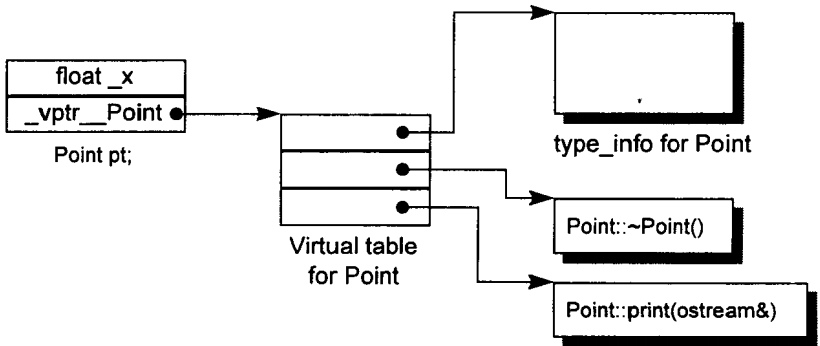 float _x
_vptr__Point
Point pt;
Virtual table
for Point
type_info for Point
Point::~Point()
Point::print(ostream&)